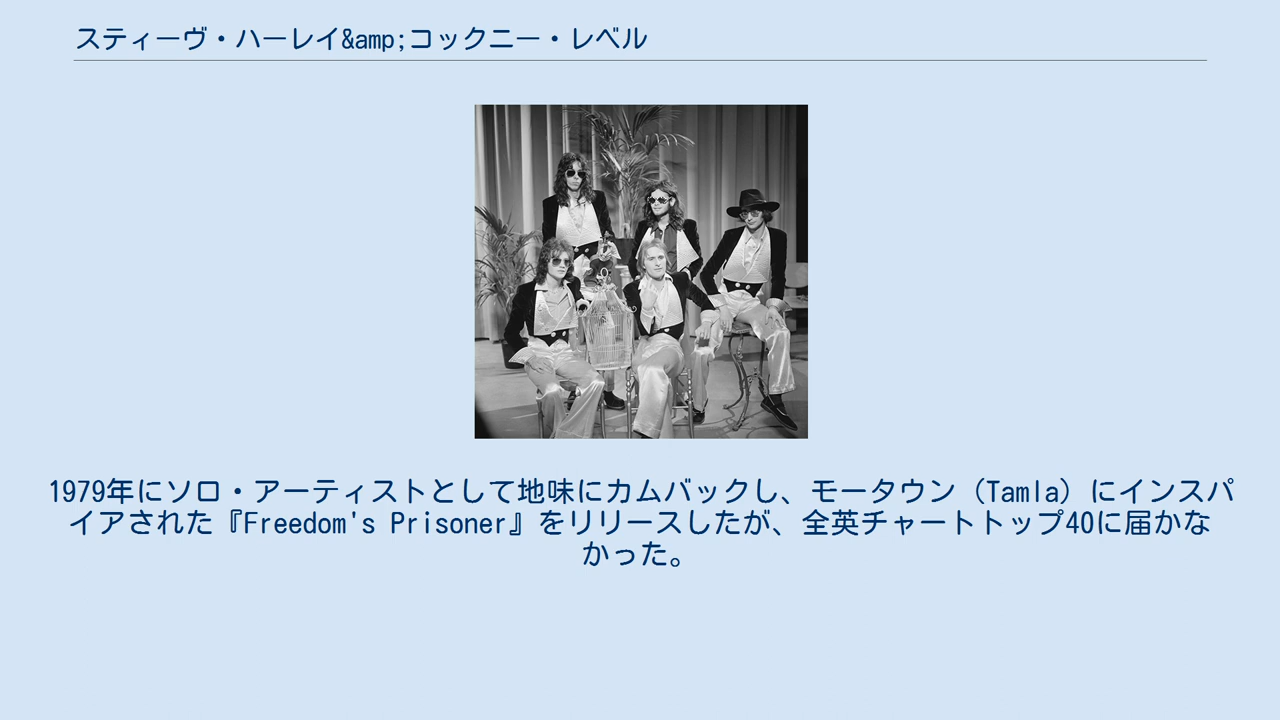 スティーヴ・ハーレイ&amp;コックニー・レベル
1979年にソロ・アーティストとして地味にカムバックし、モータウン（Tamla）にインスパ
イアされた『Freedom's Prisoner』をリリースしたが、全英チャートトップ40に届かな
かった。